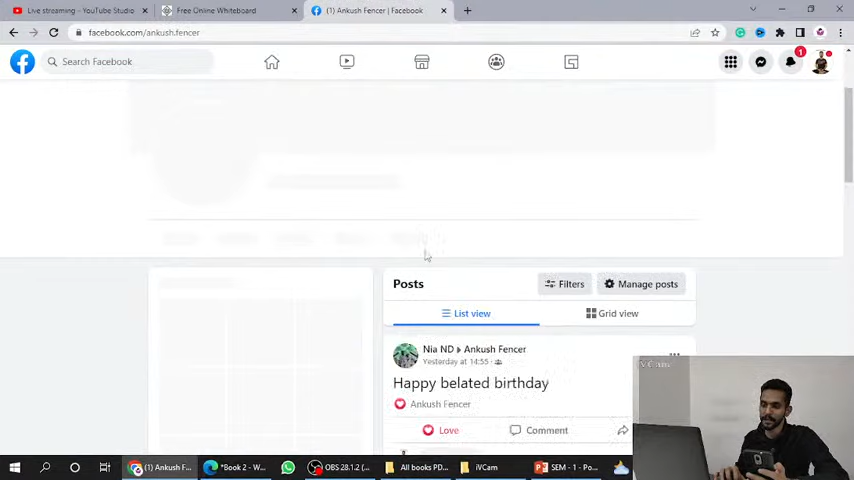 Live streaming - YouTube Studio
Free Online Whiteboard
(1) Ankush Fencer | Facebook
facebook.com/ankush.fencer
Search Facebook
1
Posts
Filters
Manage posts
List view
Grid view
Nia ND ▸ Ankush Fencer
Yesterday at 14:55 ·
Happy belated birthday
Ankush Fencer
Love
Comment
iVCam
(1) Ankush F...
*Book 2 - W...
OBS 28.1.2 (...
All books PD...
iVCam
SEM - 1 - Po...